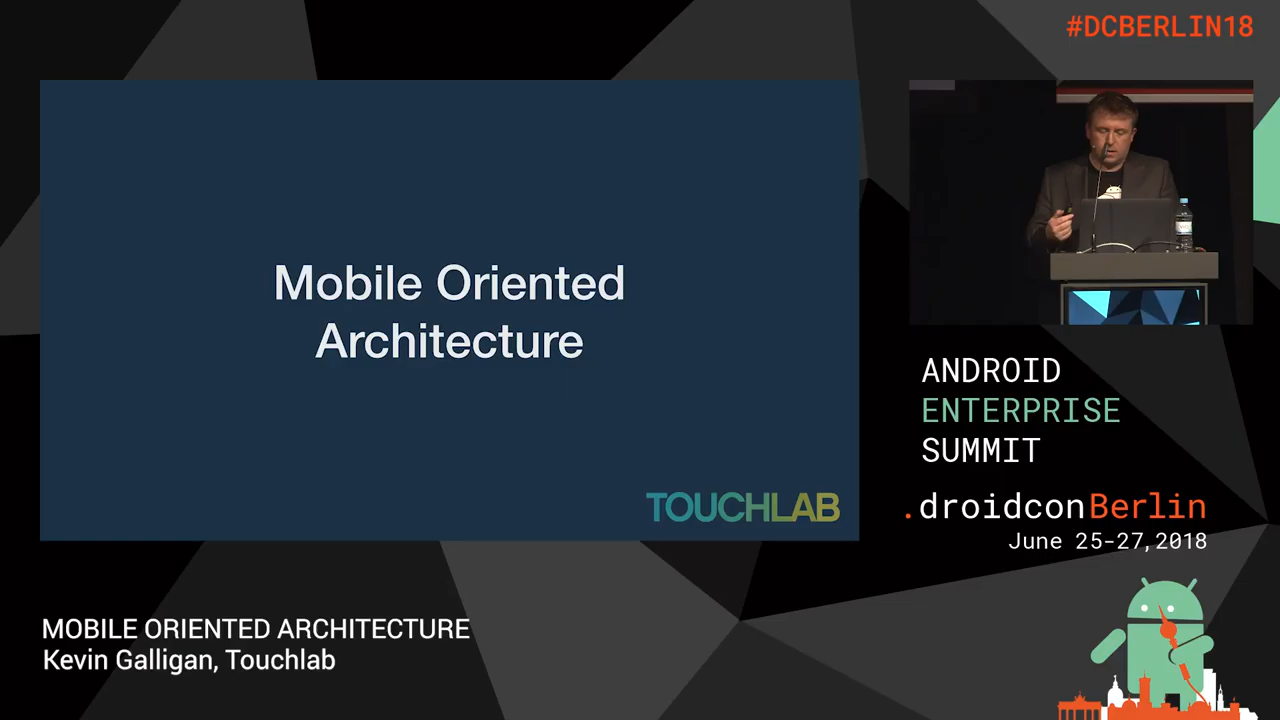 #DCBERLIN18
Mobile Oriented
Architecture
TOUCHLAB
ANDROID
ENTERPRISE
SUMMIT
.droidconBerlin
June 25-27, 2018
MOBILE ORIENTED ARCHITECTURE
Kevin Galligan, Touchlab